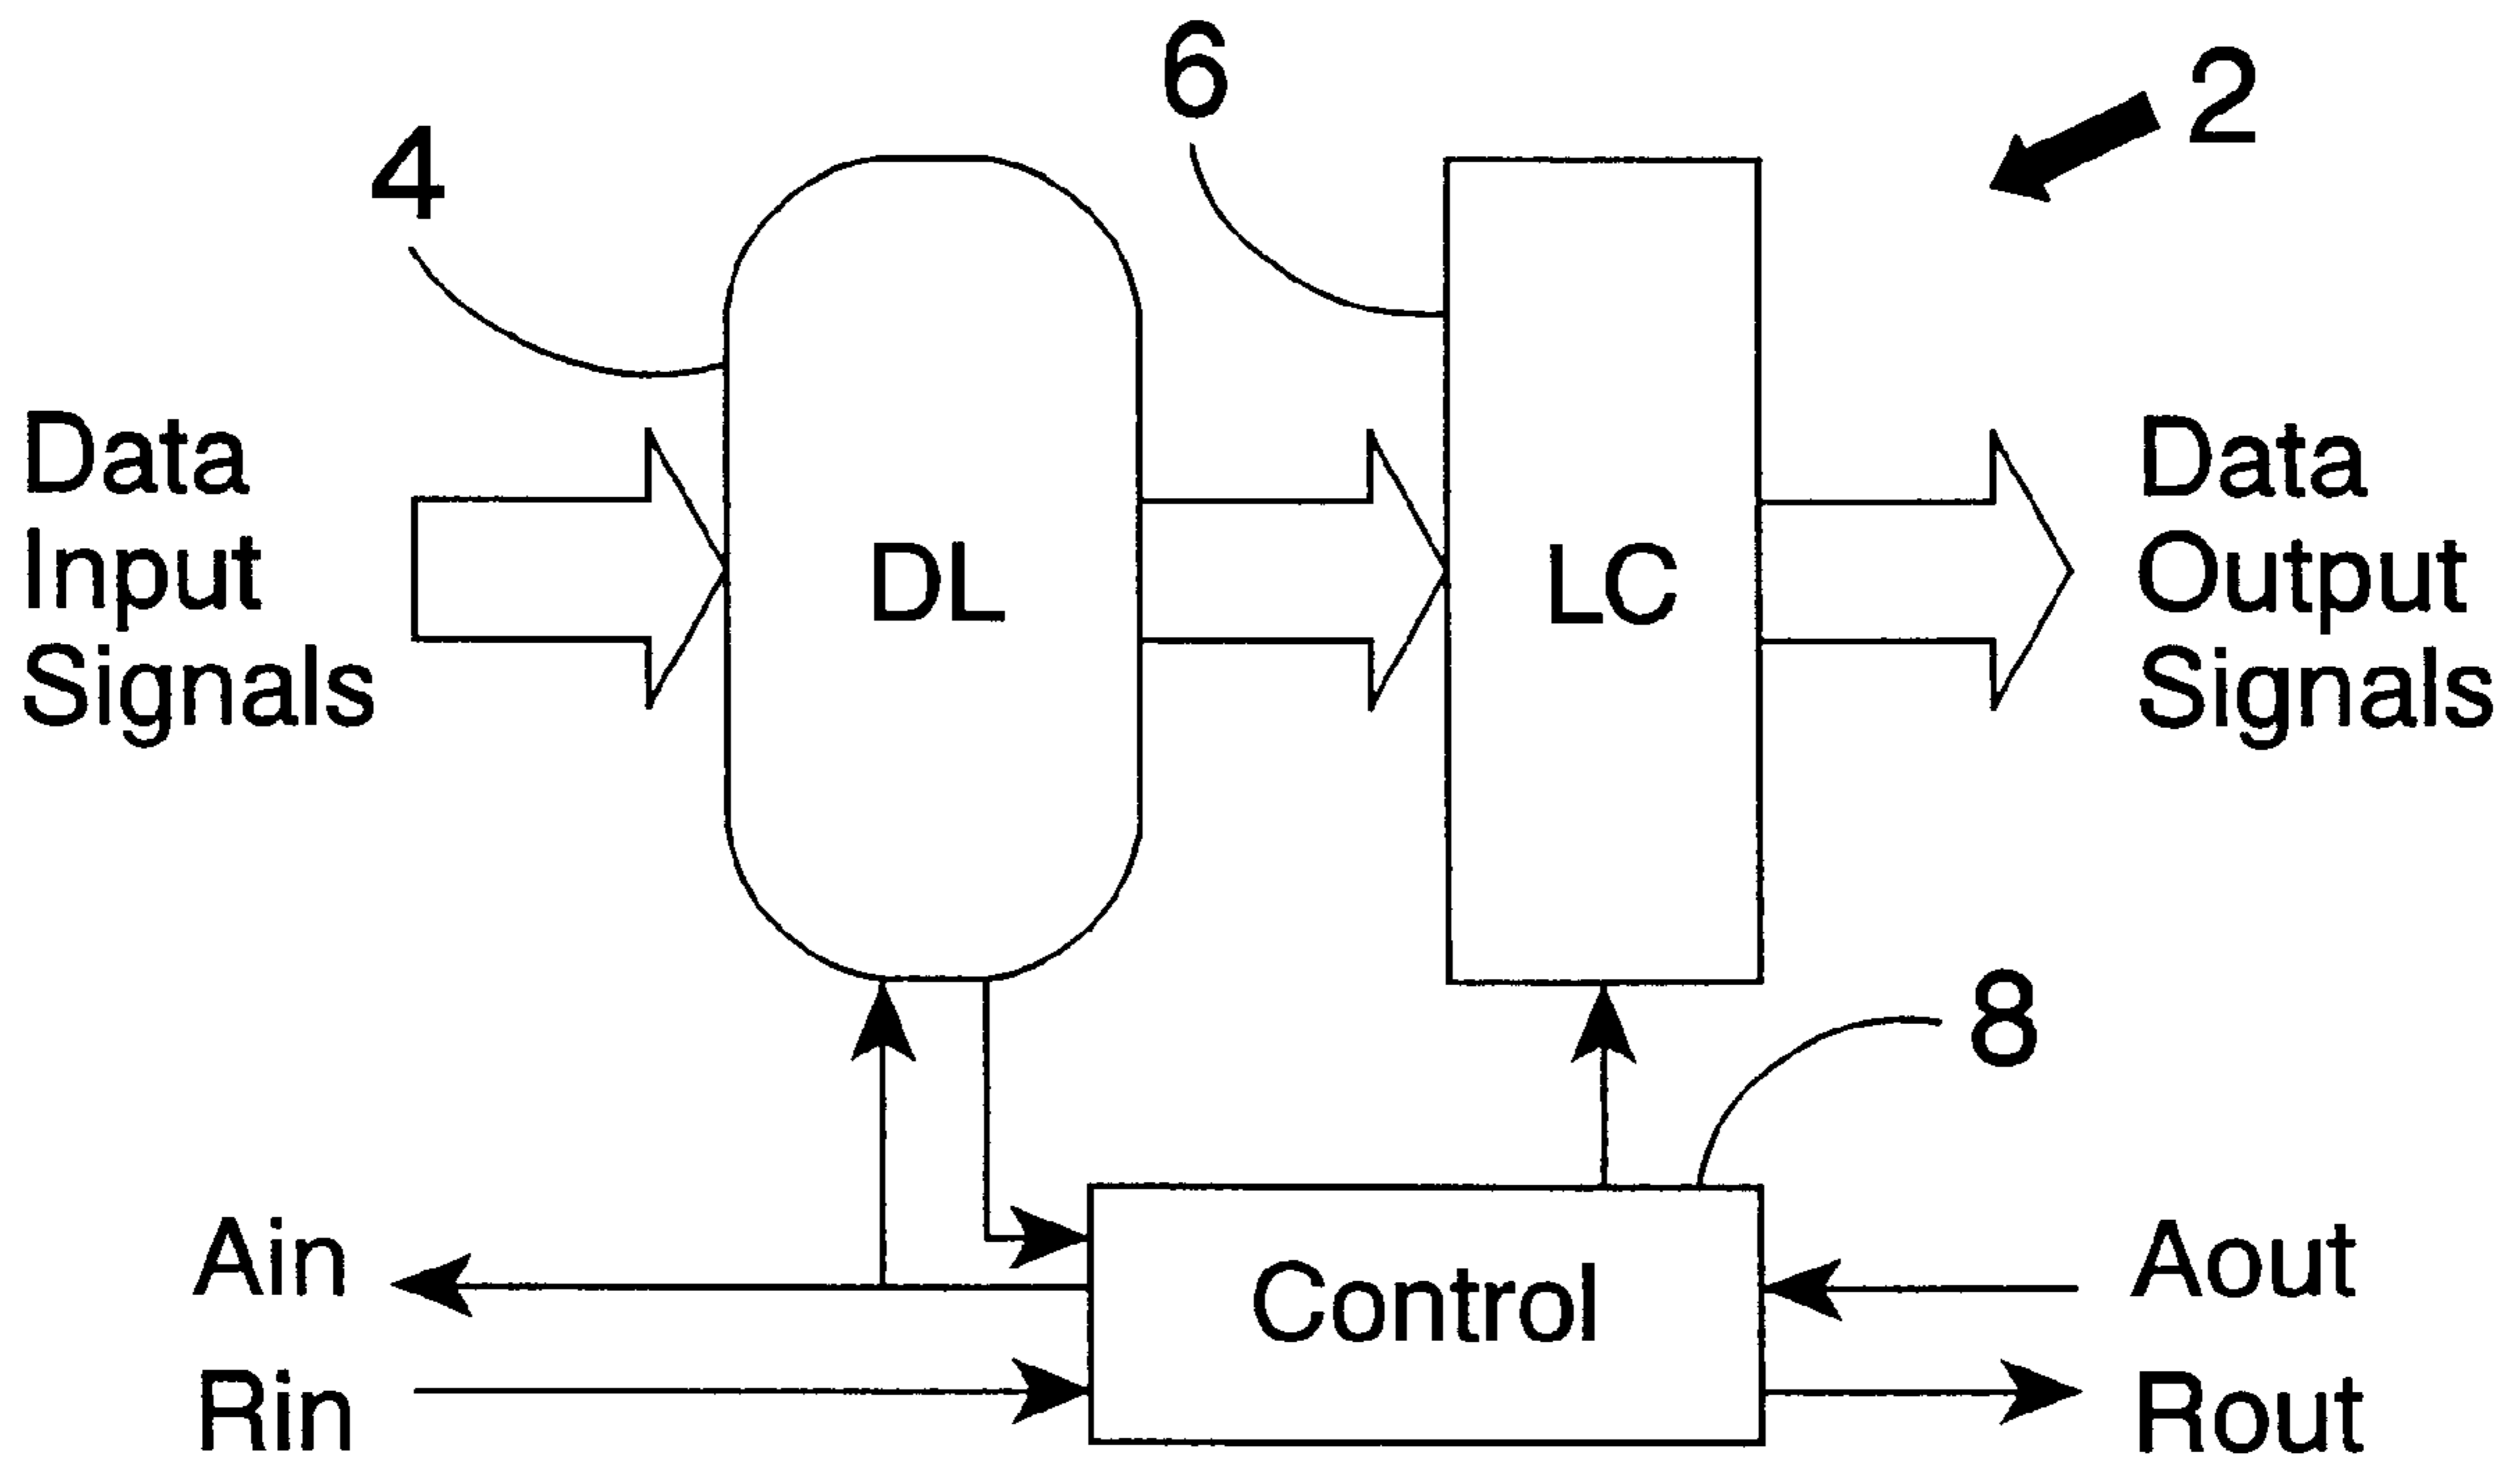 6
2
4
Data
Input
Signals
DL
LC
Data
Output
Signals
8
Ain
Rin
Control
Aout
Rout